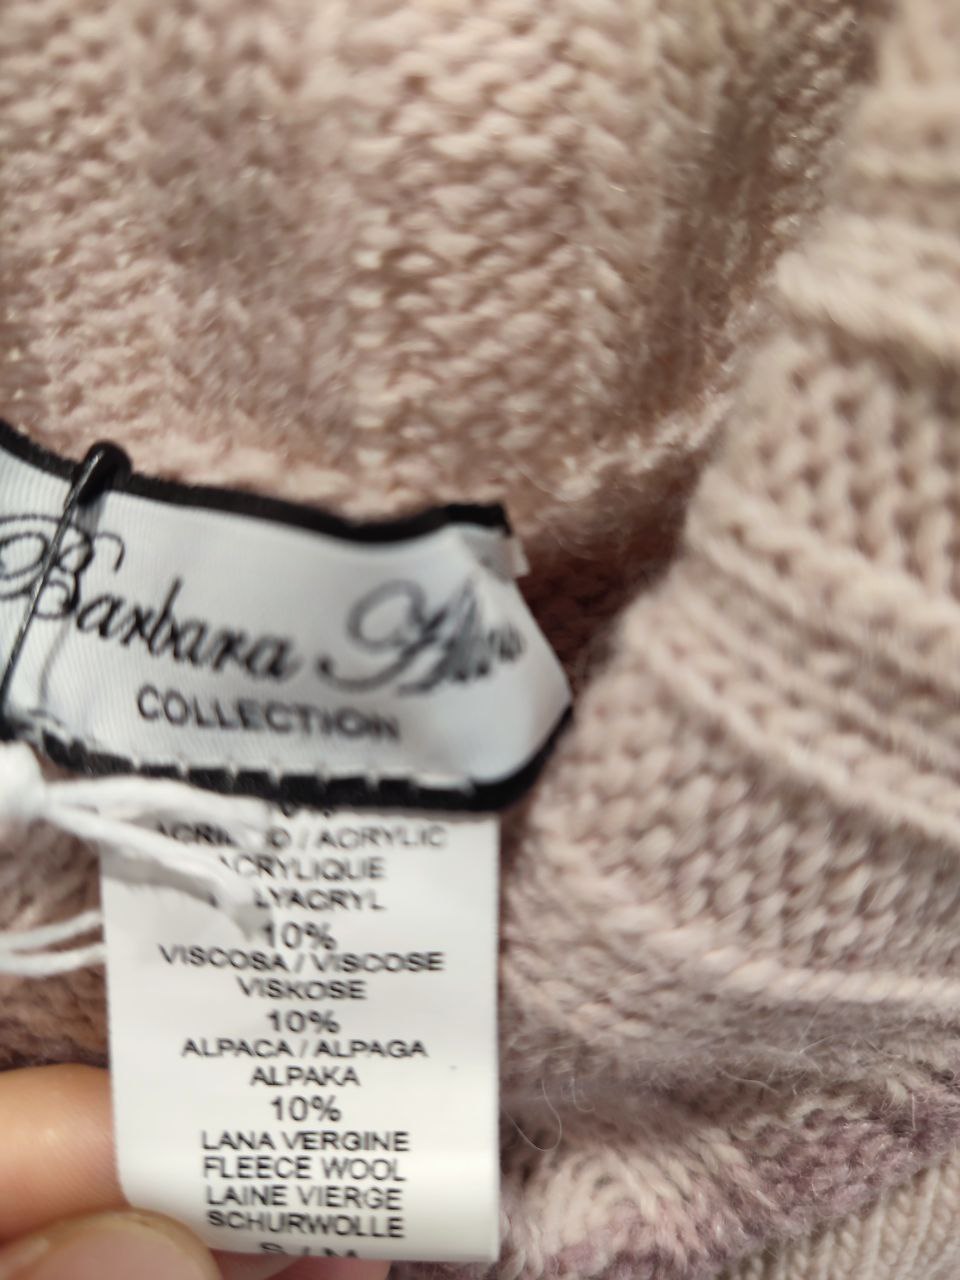 Barbara
COLLECTION
ACRYLIC
ACRYLIQUE
10%
VISCOSA / VISCOSE
VISKOSE
10%
ALPACA / ALPAGA
ALPAKA
10%
LANA VERGINE
FLEECE WOOL
LAINE VIERGE
SCHURWOLLE
S / M